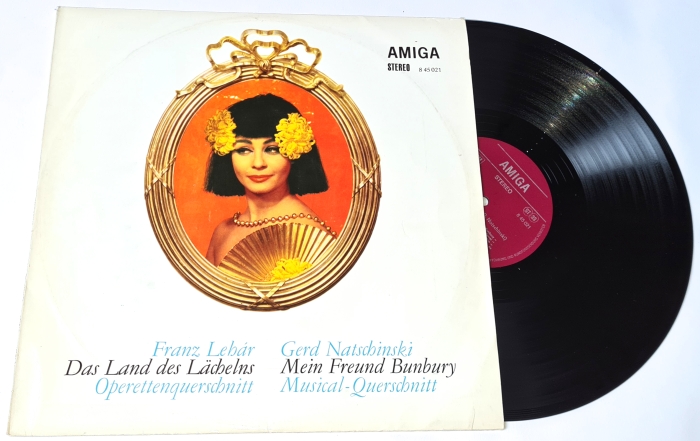 AMIGA
STEREO 8 45 021
Franz Lehár
Das Land des Lächelns
Operettenquerschnitt
Gerd Natschinski
Mein Freund Bunbury
Musical-Querschnitt
AMIGA
STEREO